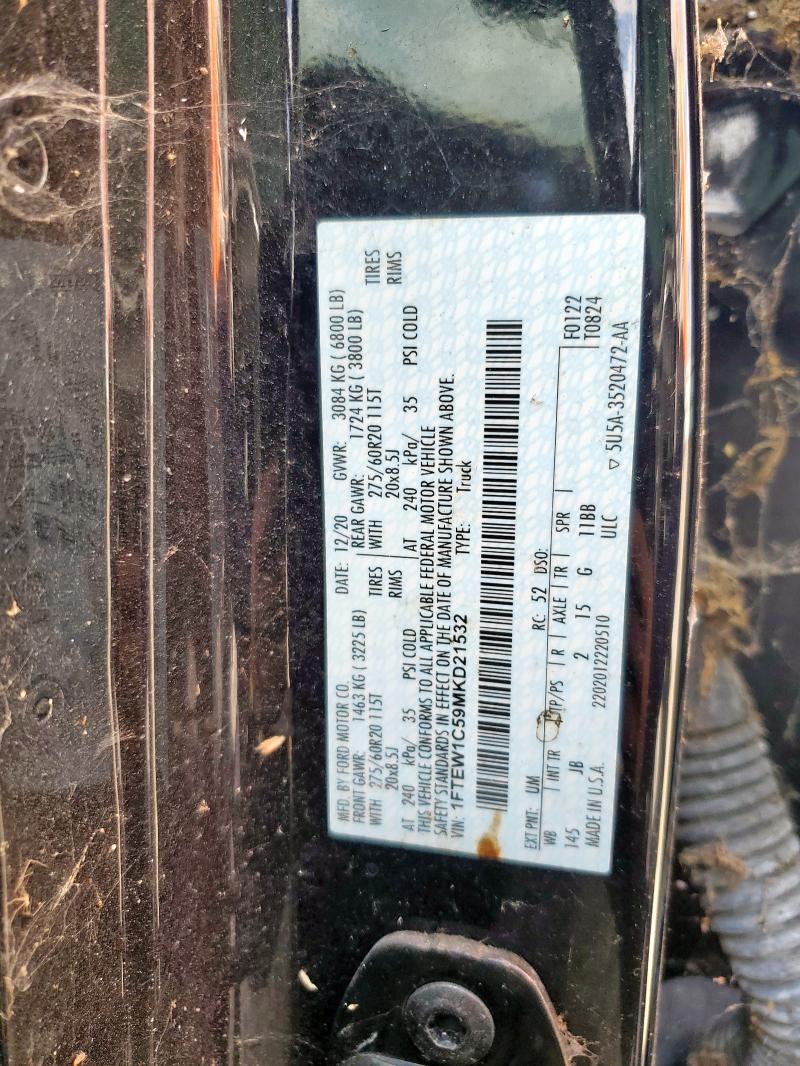 MFD. BY FORD MOTOR CO. DATE: 12/20 GVWR: 3084 KG ( 6800 LB)
FRONT GAWR: 1463 KG ( 3225 LB) REAR GAWR: 1724 KG ( 3800 LB)
WITH 275/60R20 115T TIRES WITH 275/60R20 115T TIRES
20x8.5J RIMS 20x8.5J RIMS
AT 240 kPa/ 35 PSI COLD AT 240 kPa/ 35 PSI COLD
THIS VEHICLE CONFORMS TO ALL APPLICABLE FEDERAL MOTOR VEHICLE
SAFETY STANDARDS IN EFFECT ON THE DATE OF MANUFACTURE SHOWN ABOVE.
VIN: 1FTEW1C59MKD21532 TYPE: Truck
EXT PNT: UM RC: 52 DSO:
WB INT TR TP/PS R AXLE TR SPR F0122
145 JB 2 15 G 11BB T0824
MADE IN U.S.A. 2202012220510 ULC ▽ 5U5A-3520472-AA